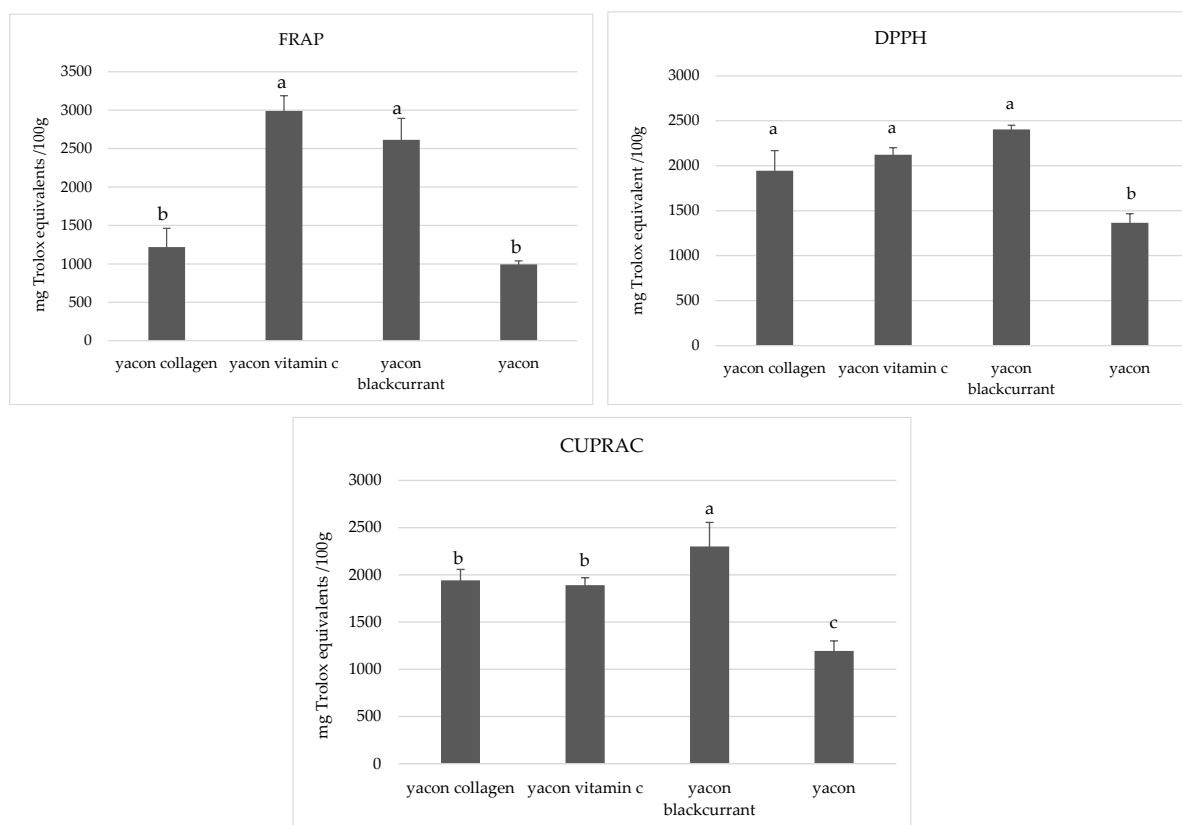 FRAP
mg Trolox equivalents /100g
3500
3000
2500
2000
1500
1000
500
0
b
a
a
b
yacon collagen
yacon vitamin c
yacon
blackcurrant
yacon
DPPH
mg Trolox equivalent /100g
3000
2500
2000
1500
1000
500
0
a
a
a
b
yacon collagen
yacon vitamin c
yacon
blackcurrant
yacon
CUPRAC
mg Trolox equivalents /100g
3000
2500
2000
1500
1000
500
0
b
b
a
c
yacon collagen
yacon vitamin c
yacon
blackcurrant
yacon